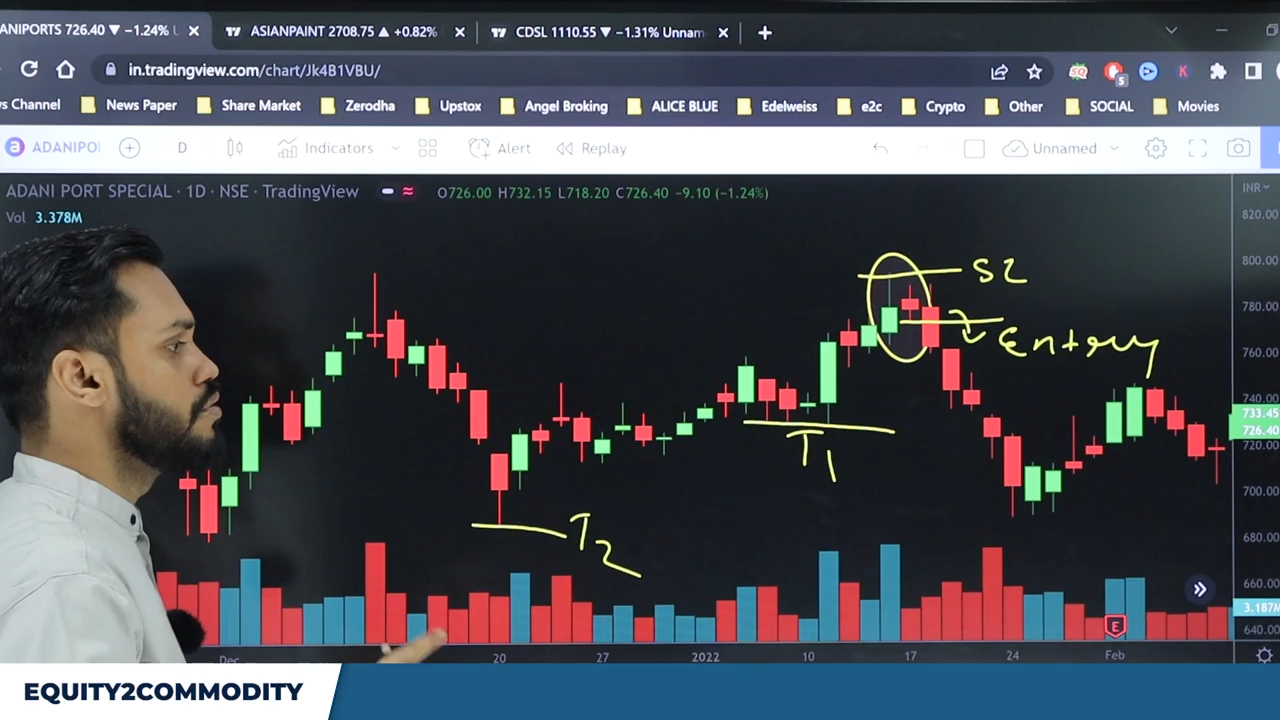 ANIPORTS 726.40 ▼ −1.24% ASIANPAINT 2708.75 ▲ +0.82% CDSL 1110.55 ▼ −1.31% Unnam
in.tradingview.com/chart/Jk4B1VBU/
vs Channel News Paper Share Market Zerodha Upstox Angel Broking ALICE BLUE Edelweiss e2c Crypto Other SOCIAL Movies
ADANIPO D Indicators Alert Replay Unnamed
ADANI PORT SPECIAL · 1D · NSE · TradingView O726.00 H732.15 L718.20 C726.40 −9.10 (−1.24%) INR
Vol 3.378M
820.00
800.00
SL
780.00
Entry
760.00
740.00
733.45
726.40
T1
720.00
700.00
T2
680.00
660.00
3.187M
E
640.00
Dec 20 27 2022 10 17 24 Feb
EQUITY2COMMODITY